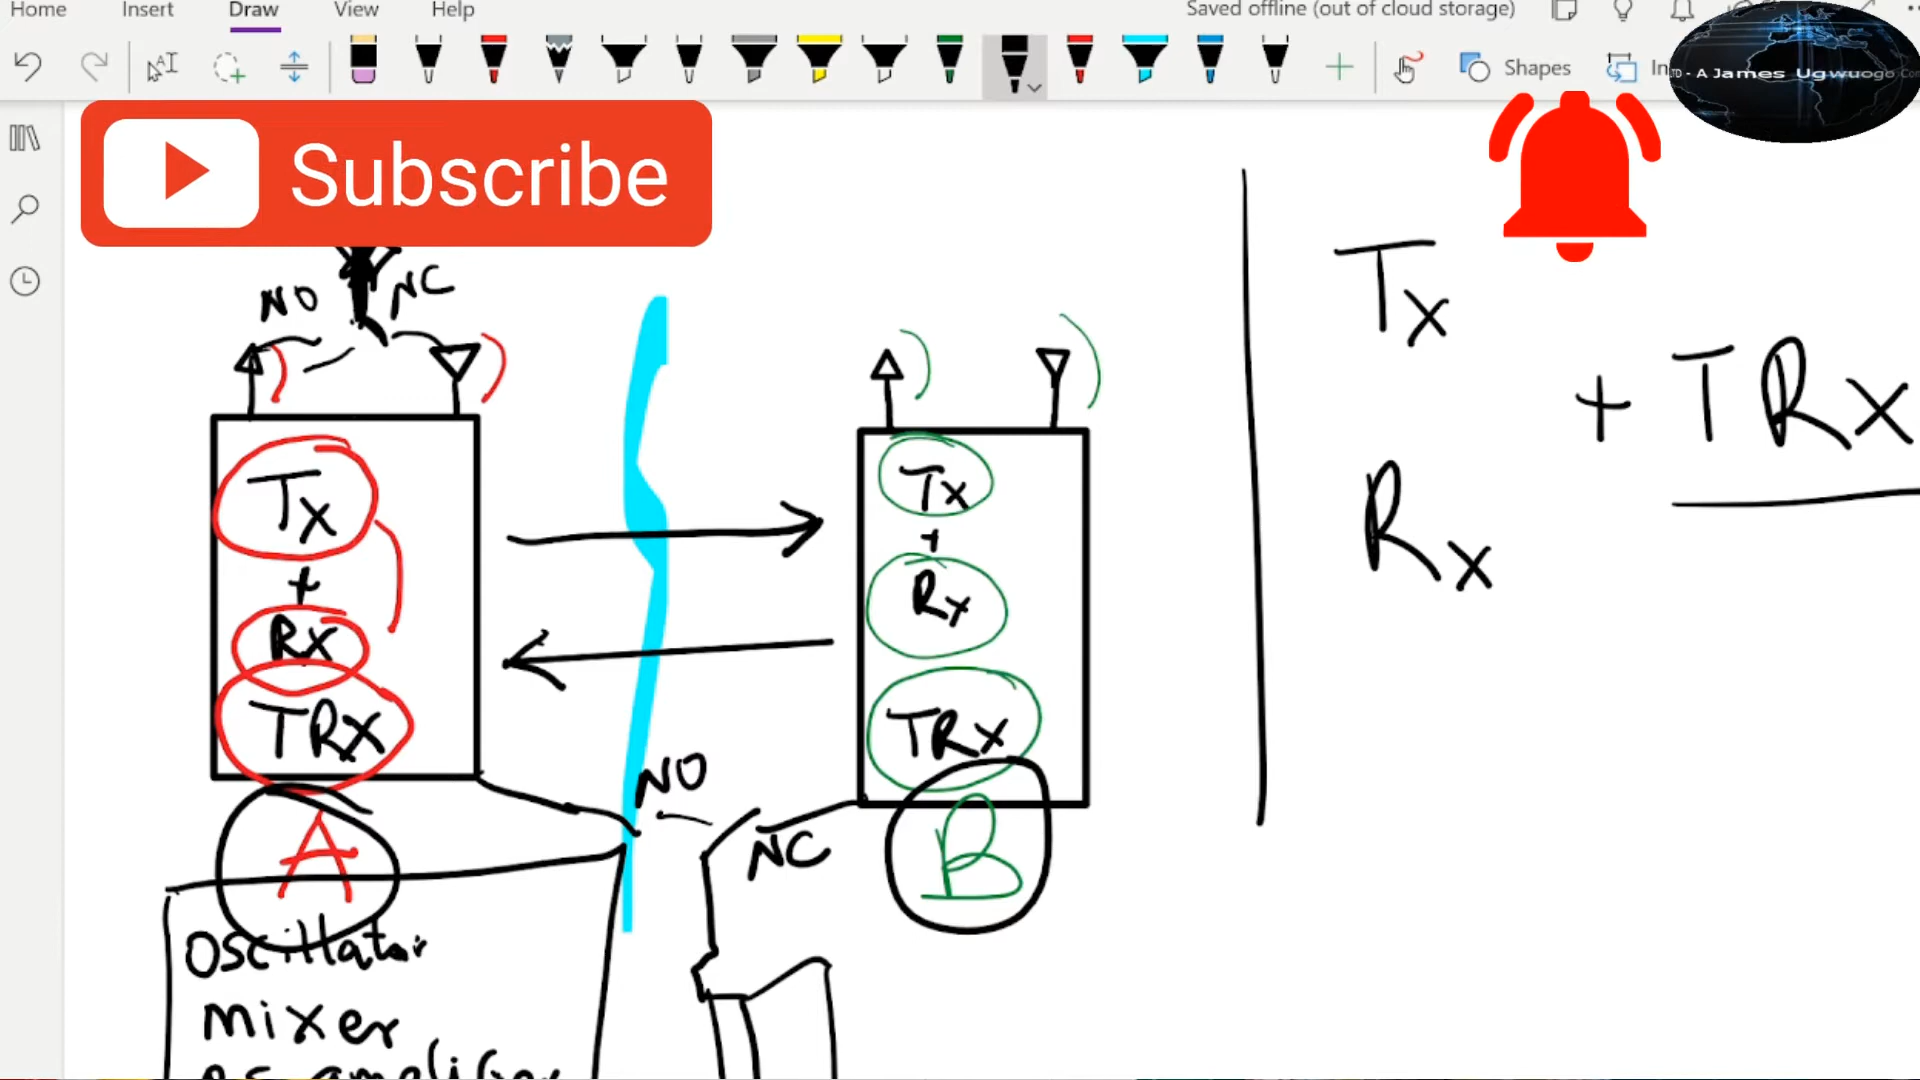 Home Insert Draw View Help Saved offline (out of cloud storage)
Shapes
A James Ugwuogo
Subscribe
NO NC
Tx
+
Rx
TRx
A
Tx
+
Rx
TRx
B
NO
NC
Oscillator
mixer
Tx
+ TRx
Rx